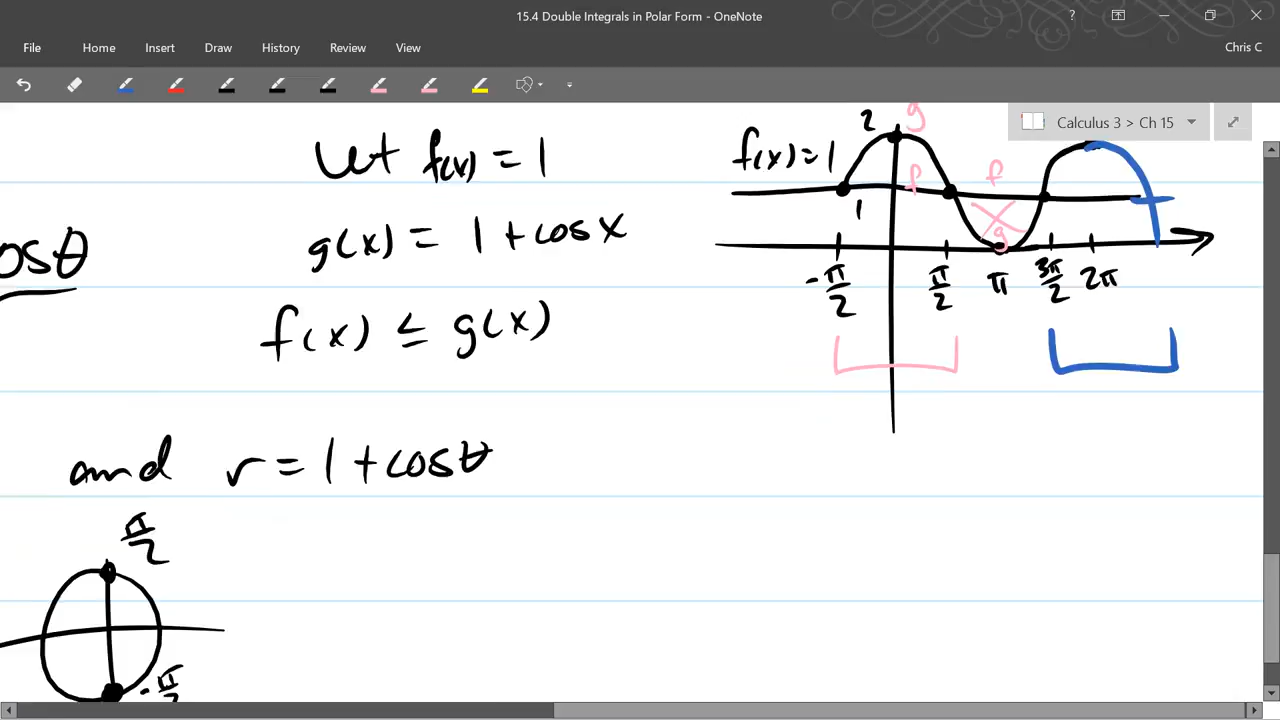 15.4 Double Integrals in Polar Form - OneNote
File Home Insert Draw History Review View Chris C
Calculus 3 > Ch 15
Let f(x) = 1
g(x) = 1 + cos x
f(x) ≤ g(x)
osθ
and r = 1 + cosθ
π/2
-π/2
f(x) = 1
2
g
f
f
g
1
-π/2 π/2 π 3π/2 2π